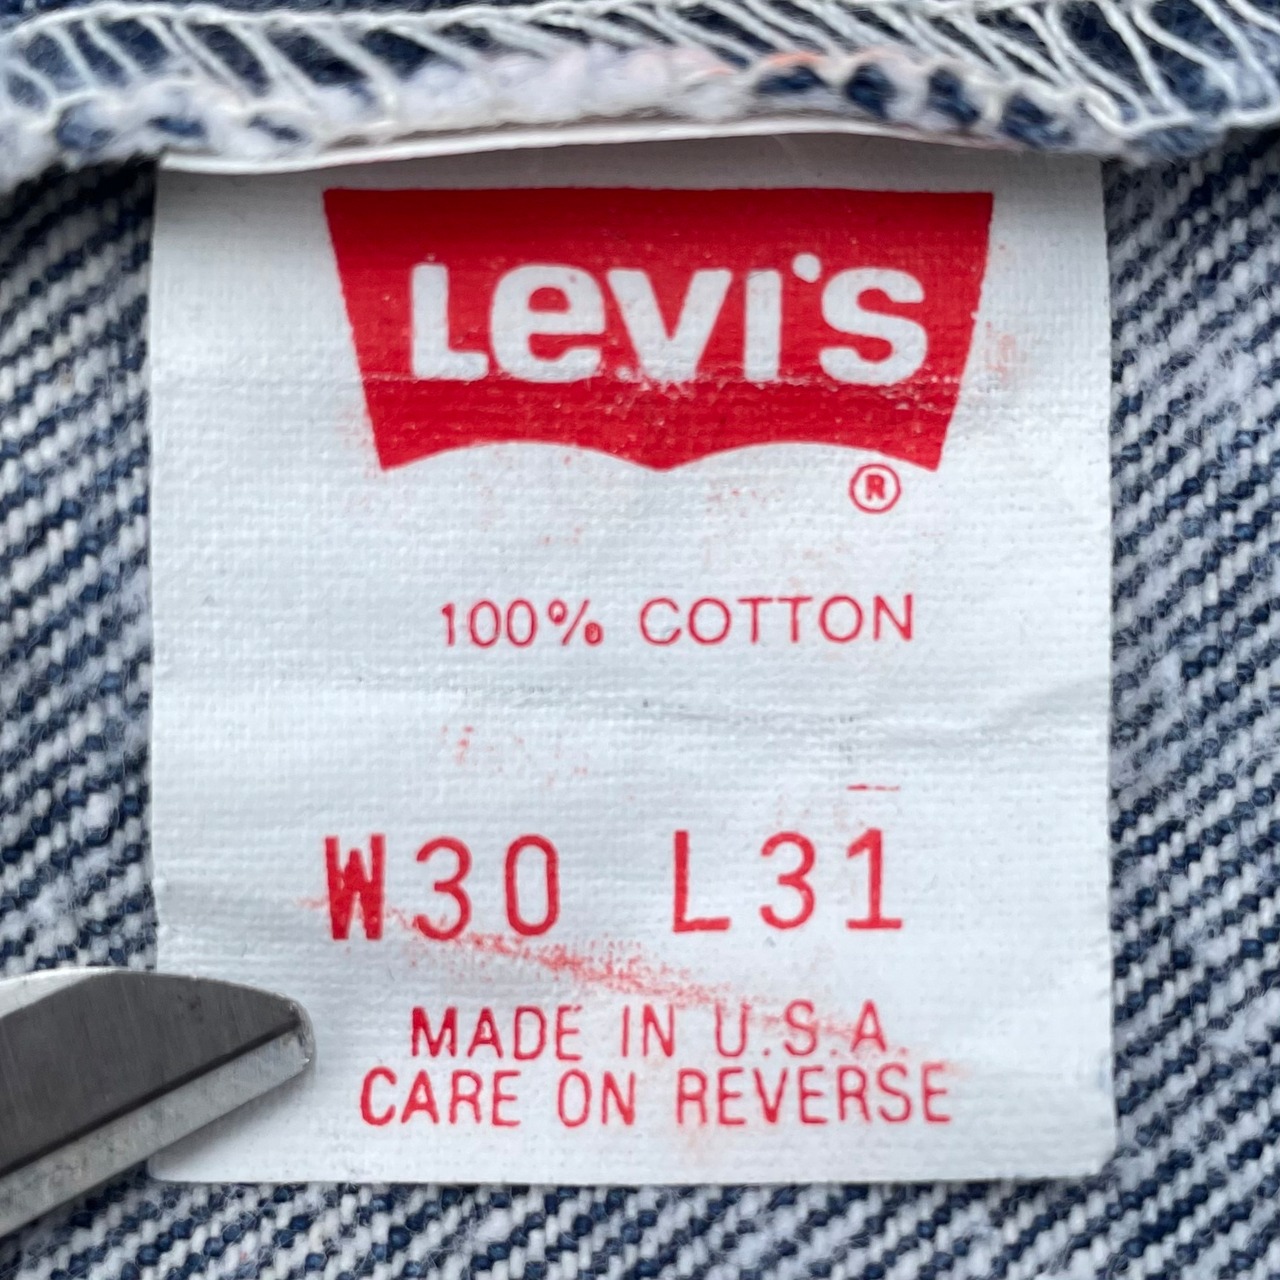 Levi's
®
100% COTTON
W30 L31
MADE IN U.S.A.
CARE ON REVERSE